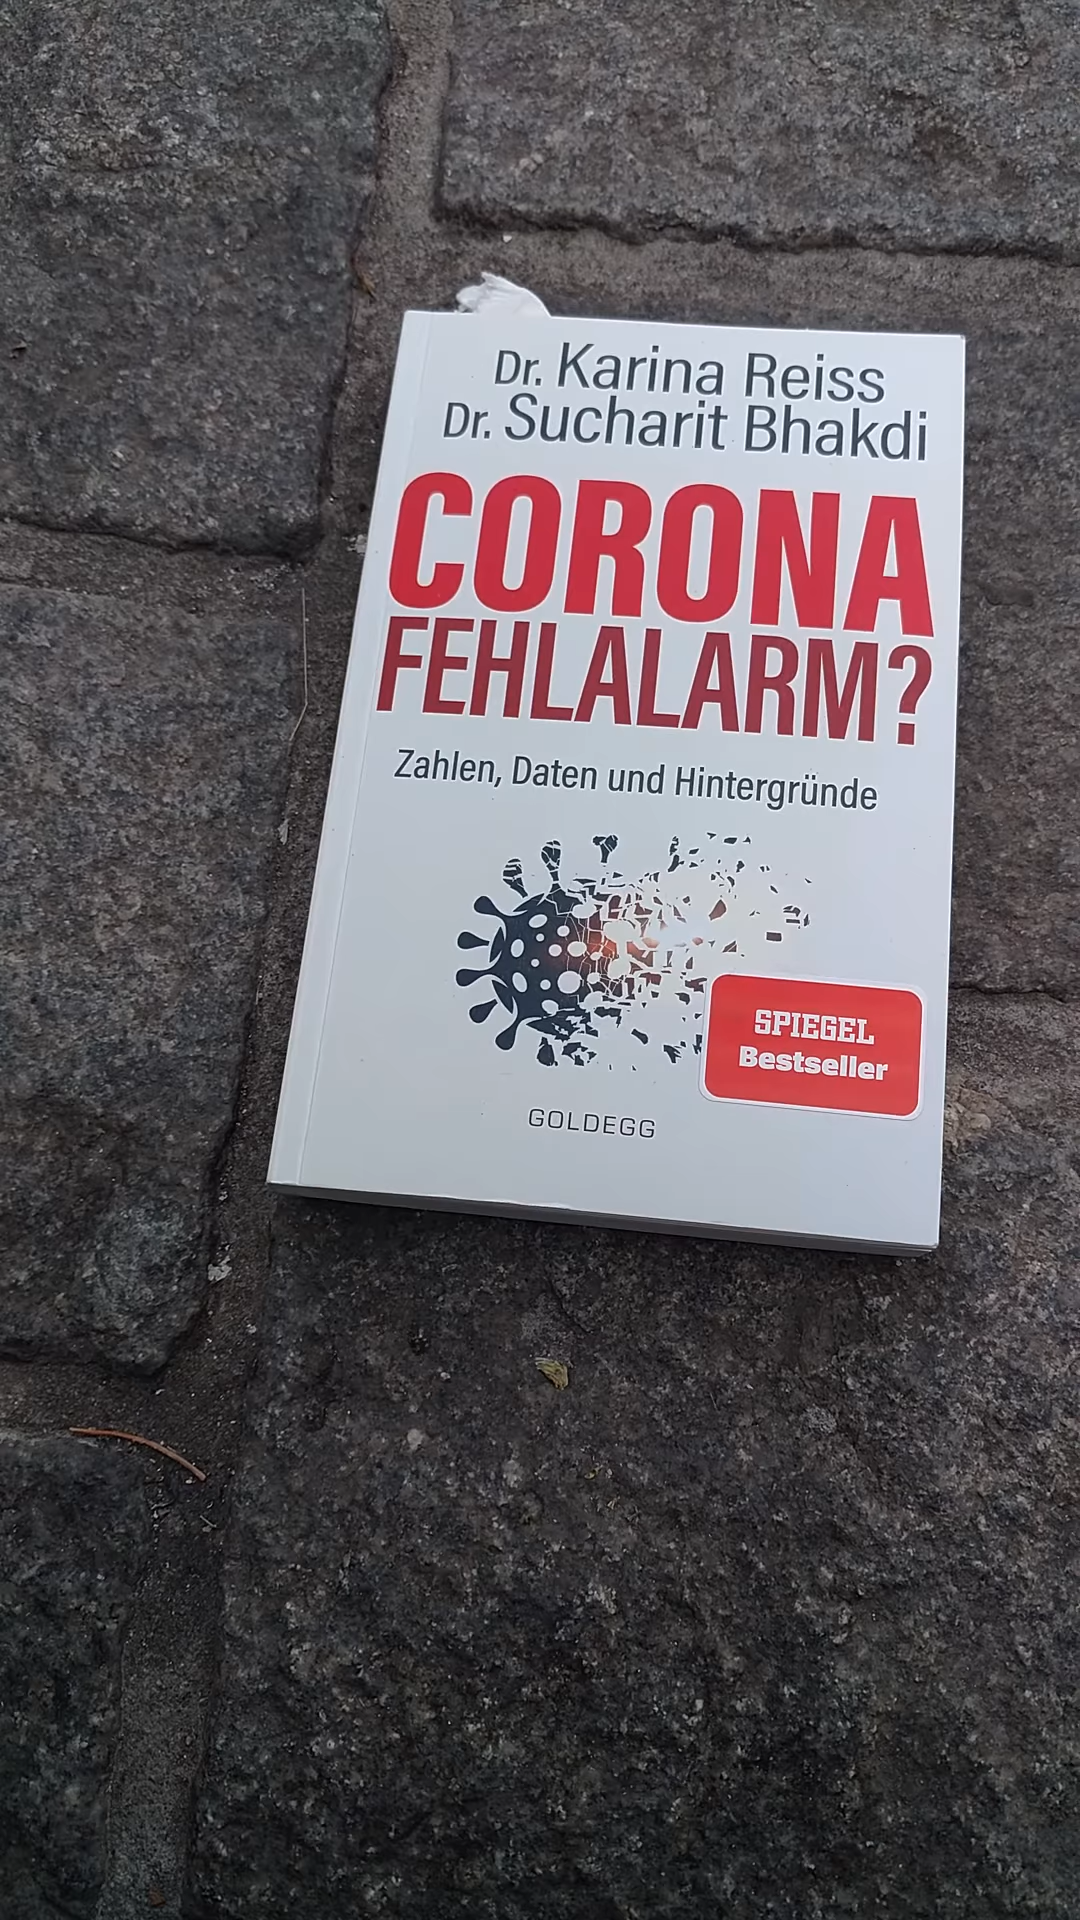 Dr. Karina Reiss
Dr. Sucharit Bhakdi
CORONA
FEHLALARM?
Zahlen, Daten und Hintergründe
SPIEGEL
Bestseller
GOLDEGG